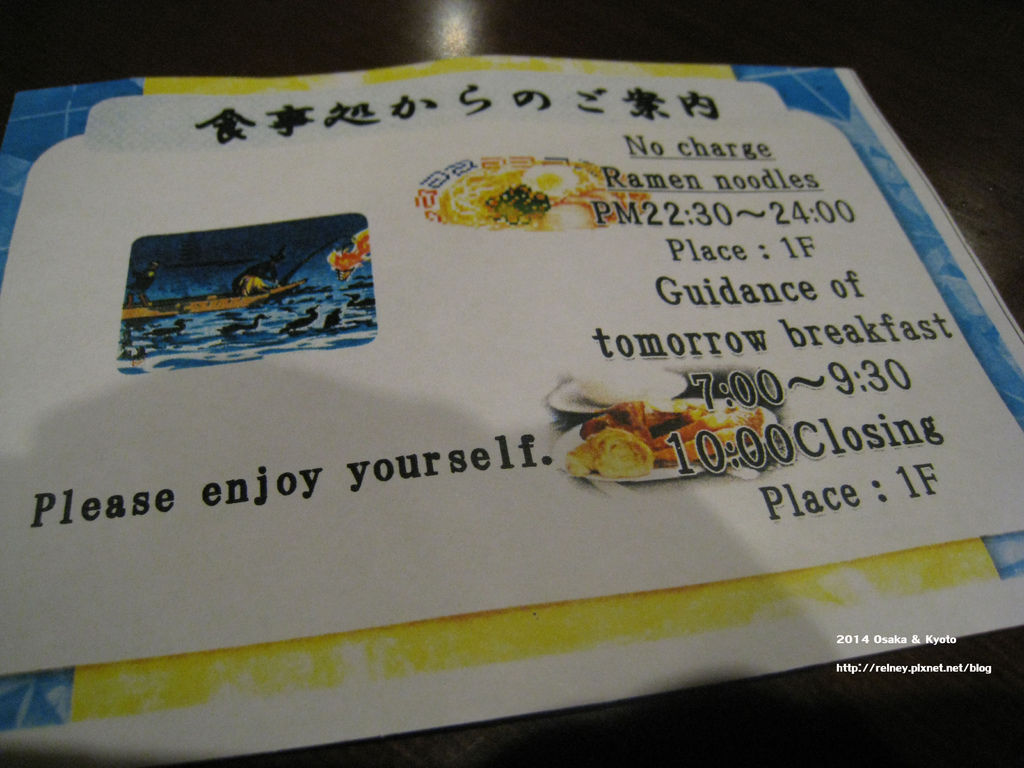 食事処からのご案内
No charge
Ramen noodles
PM22:30～24:00
Place : 1F
Guidance of
tomorrow breakfast
7:00～9:30
10:00Closing
Place : 1F
Please enjoy yourself.
2014 Osaka & Kyoto
http://relney.pixnet.net/blog